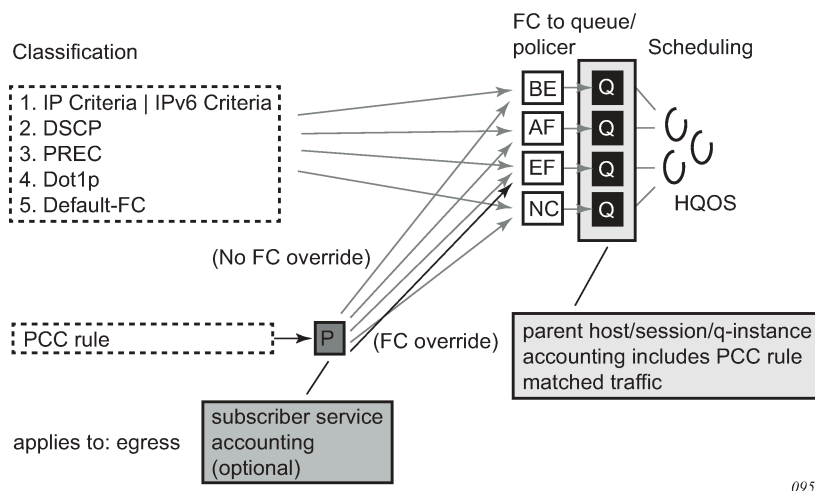 Classification
FC to queue/
policer
Scheduling
1. IP Criteria | IPv6 Criteria
2. DSCP
3. PREC
4. Dot1p
5. Default-FC
BE
Q
AF
Q
EF
Q
NC
Q
HQOS
(No FC override)
PCC rule
P
(FC override)
parent host/session/q-instance
accounting includes PCC rule
matched traffic
applies to: egress
subscriber service
accounting
(optional)
095